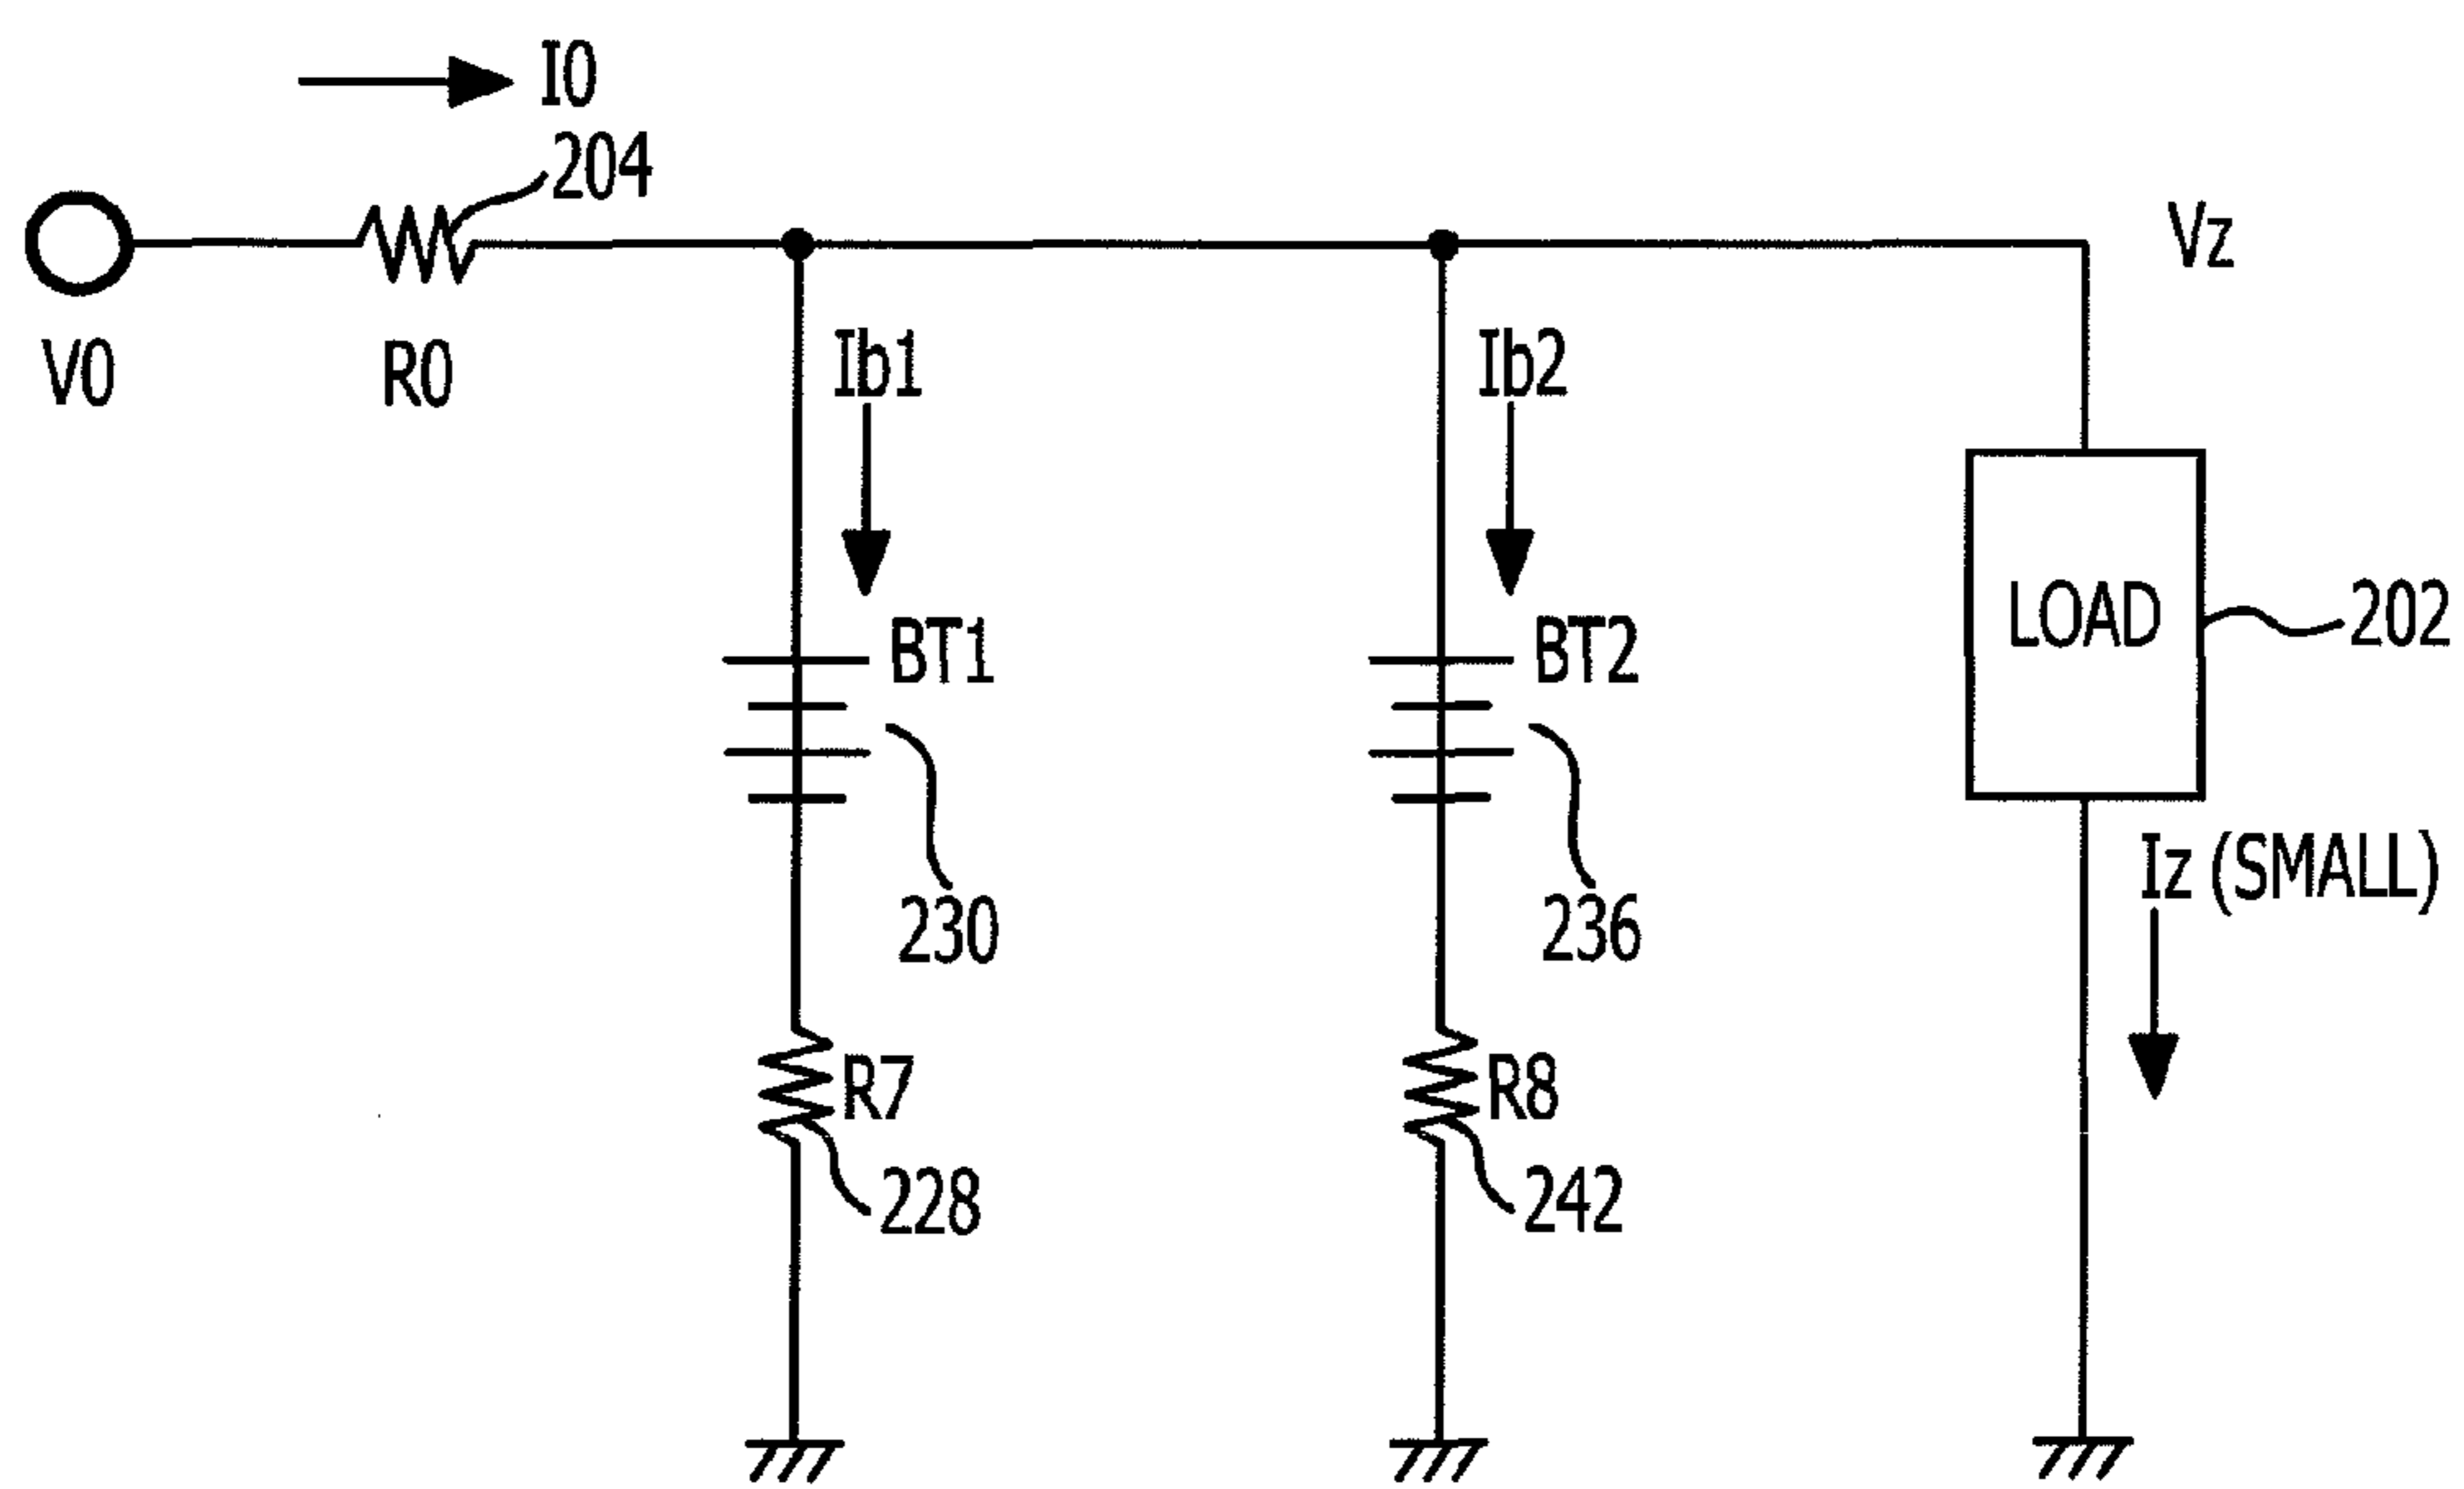 I0
204
V0
R0
Vz
Ib1
Ib2
BT1
BT2
LOAD
202
230
236
Iz (SMALL)
R7
R8
228
242